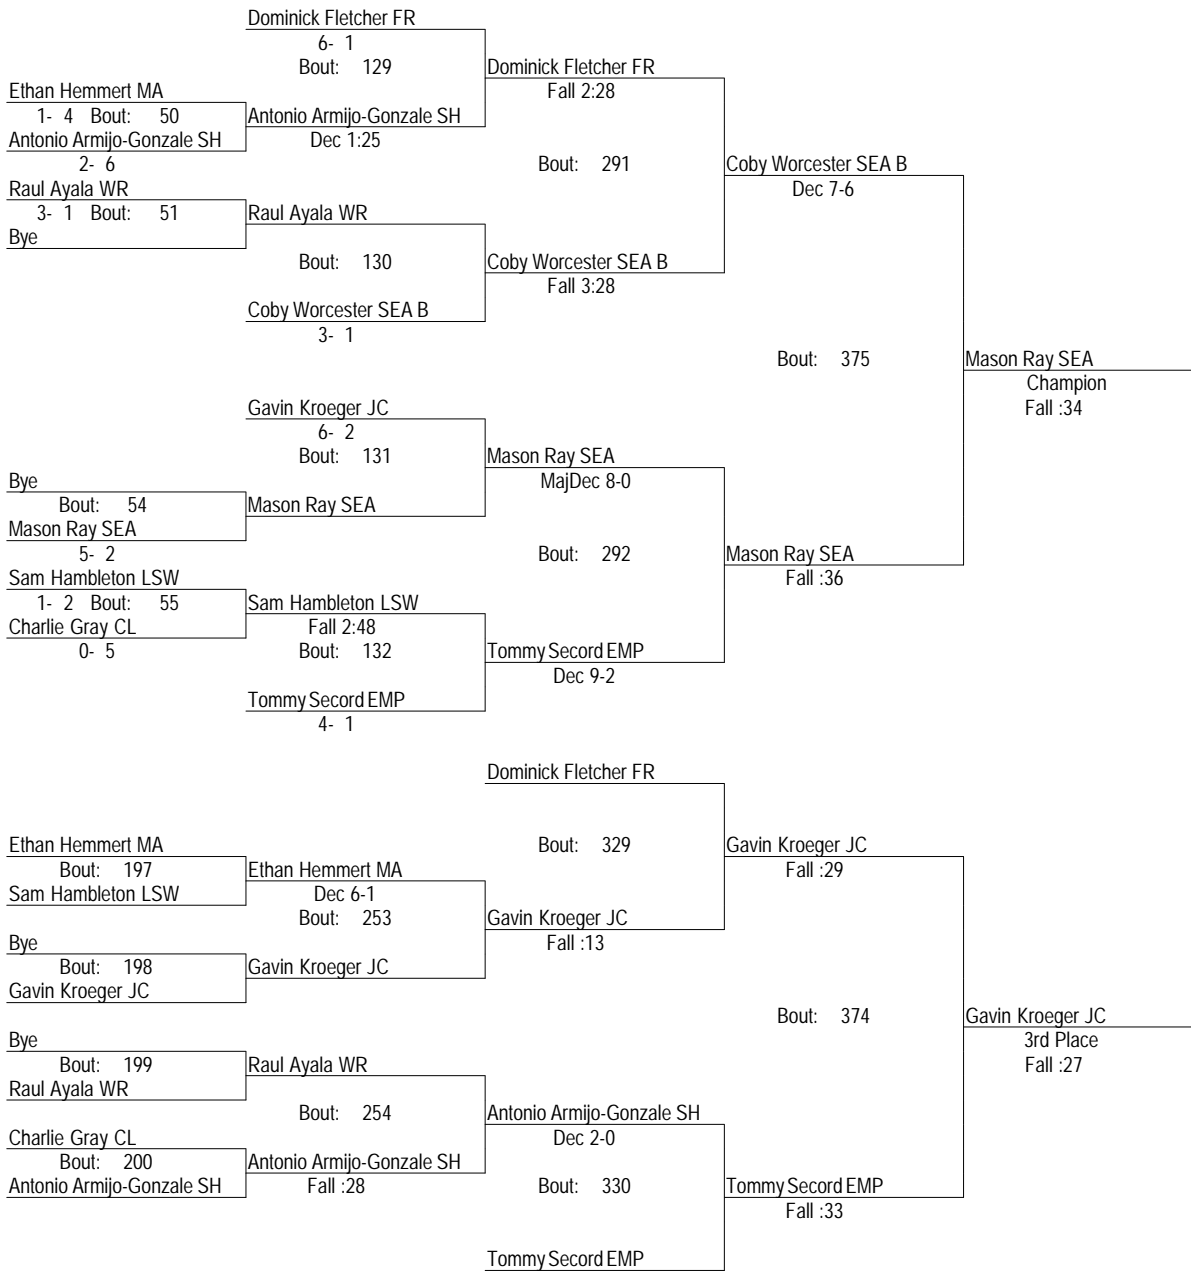 Dominick Fletcher FR
6- 1
Bout: 129
Dominick Fletcher FR
Fall 2:28
Ethan Hemmert MA
1- 4 Bout: 50
Antonio Armijo-Gonzale SH
Dec 1:25
Antonio Armijo-Gonzale SH
2- 6
Bout: 291
Coby Worcester SEA B
Dec 7-6
Raul Ayala WR
3- 1 Bout: 51
Raul Ayala WR
Bye
Bout: 130
Coby Worcester SEA B
Fall 3:28
Coby Worcester SEA B
3- 1
Bout: 375
Mason Ray SEA
Champion
Fall :34
Gavin Kroeger JC
6- 2
Bout: 131
Mason Ray SEA
MajDec 8-0
Bye
Bout: 54
Mason Ray SEA
Mason Ray SEA
5- 2
Bout: 292
Mason Ray SEA
Fall :36
Sam Hambleton LSW
1- 2 Bout: 55
Sam Hambleton LSW
Fall 2:48
Charlie Gray CL
0- 5
Bout: 132
Tommy Secord EMP
Dec 9-2
Tommy Secord EMP
4- 1
Dominick Fletcher FR
Bout: 329
Gavin Kroeger JC
Fall :29
Ethan Hemmert MA
Bout: 197
Ethan Hemmert MA
Dec 6-1
Sam Hambleton LSW
Bout: 253
Gavin Kroeger JC
Fall :13
Bye
Bout: 198
Gavin Kroeger JC
Gavin Kroeger JC
Bout: 374
Gavin Kroeger JC
3rd Place
Fall :27
Bye
Bout: 199
Raul Ayala WR
Raul Ayala WR
Bout: 254
Antonio Armijo-Gonzale SH
Dec 2-0
Charlie Gray CL
Bout: 200
Antonio Armijo-Gonzale SH
Fall :28
Antonio Armijo-Gonzale SH
Bout: 330
Tommy Secord EMP
Fall :33
Tommy Secord EMP